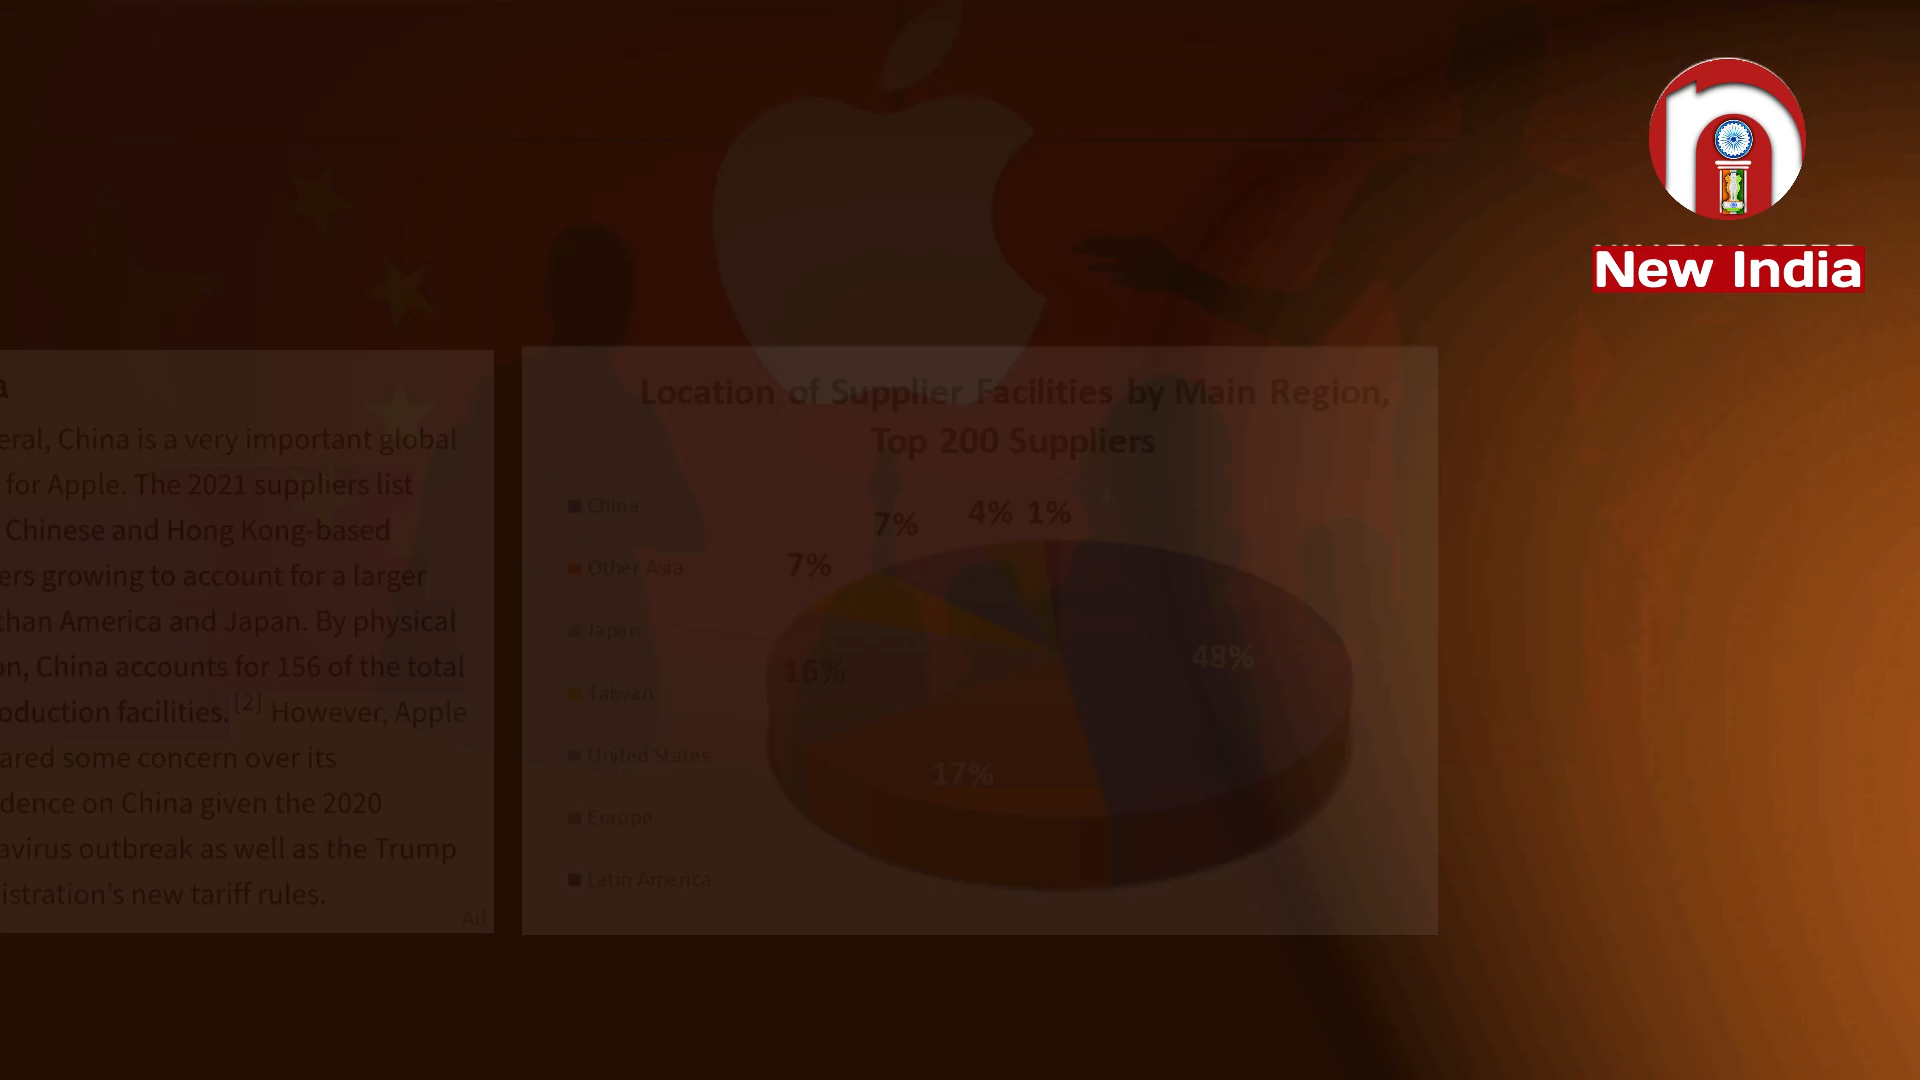 New India
a
eral, China is a very important global
for Apple. The 2021 suppliers list
Chinese and Hong Kong-based
ers growing to account for a larger
than America and Japan. By physical
on, China accounts for 156 of the total
oduction facilities.[2] However, Apple
ared some concern over its
dence on China given the 2020
avirus outbreak as well as the Trump
istration's new tariff rules.
Ad
Location of Supplier Facilities by Main Region,
Top 200 Suppliers
China
Other Asia
Japan
Taiwan
United States
Europe
Latin America
7%
7%
4%
1%
16%
48%
17%